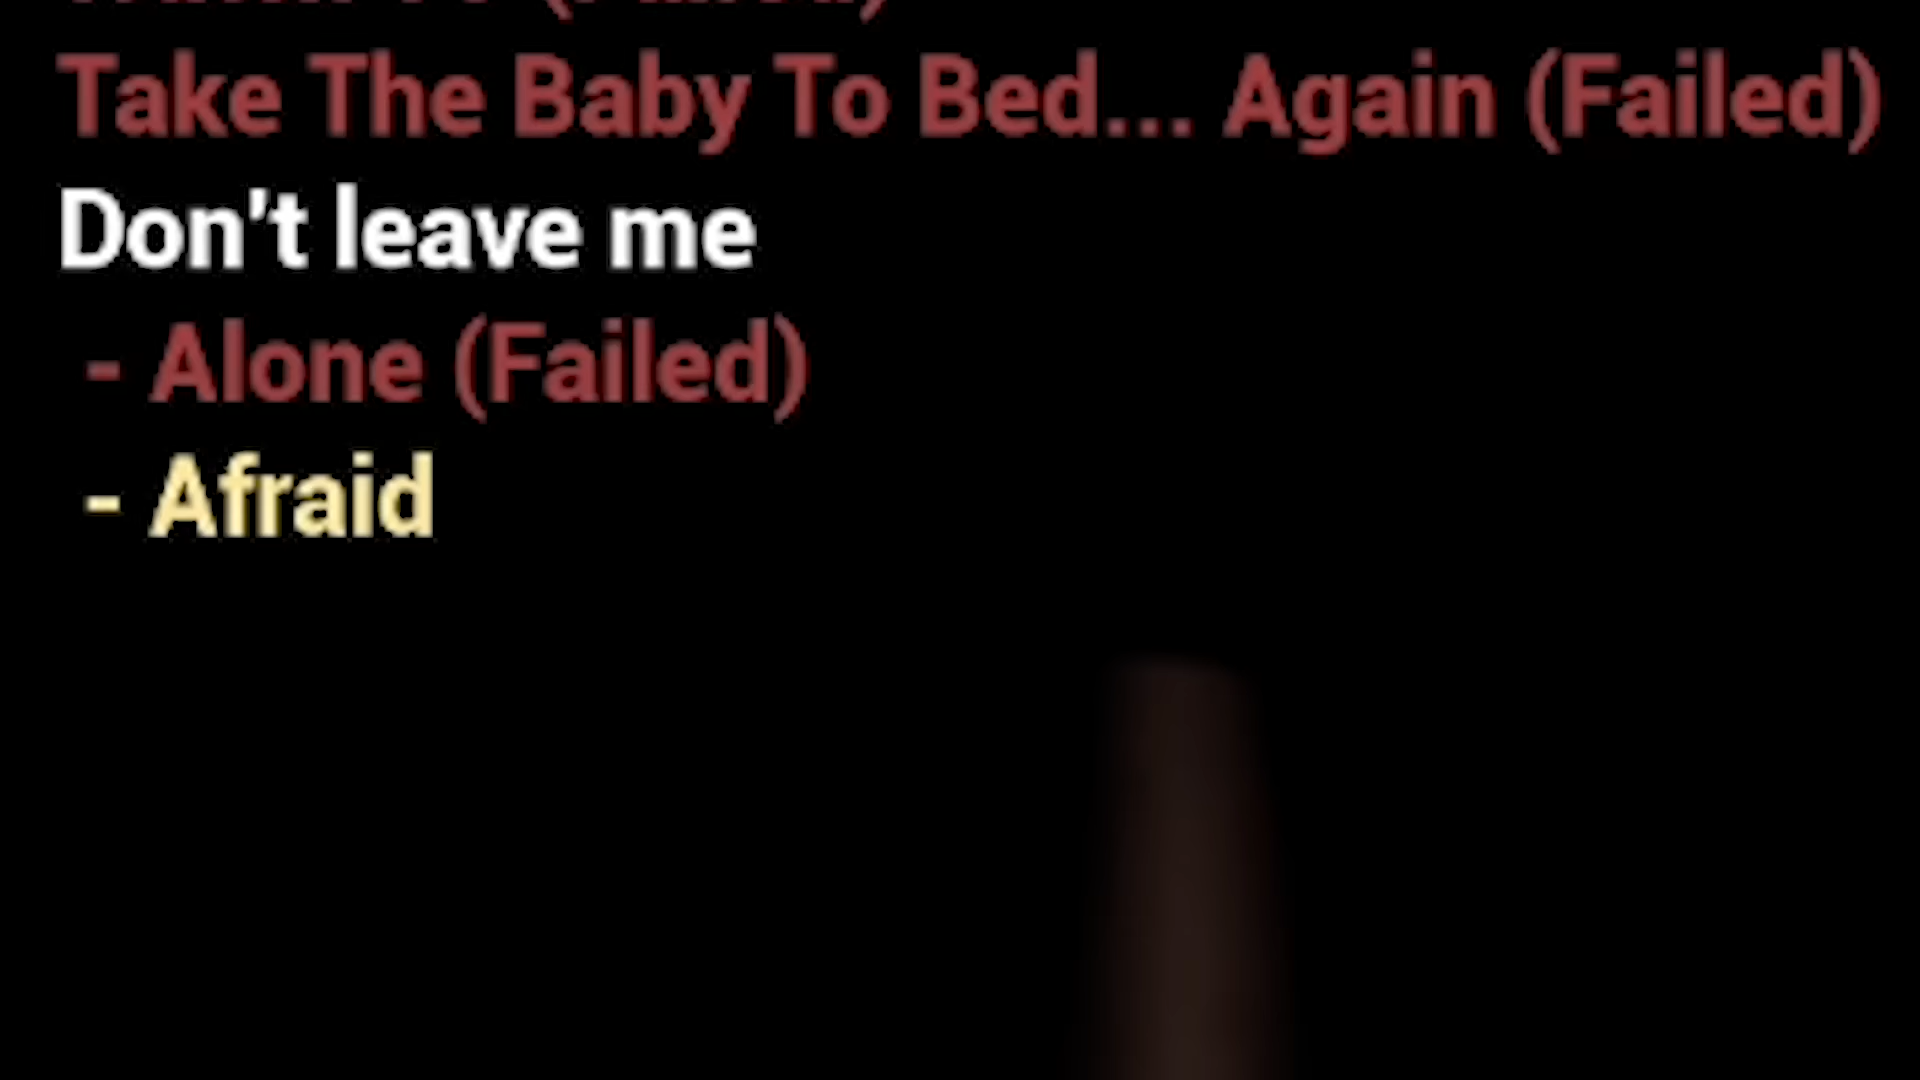 Take The Baby To Bed... Again (Failed)
Don't leave me
- Alone (Failed)
- Afraid